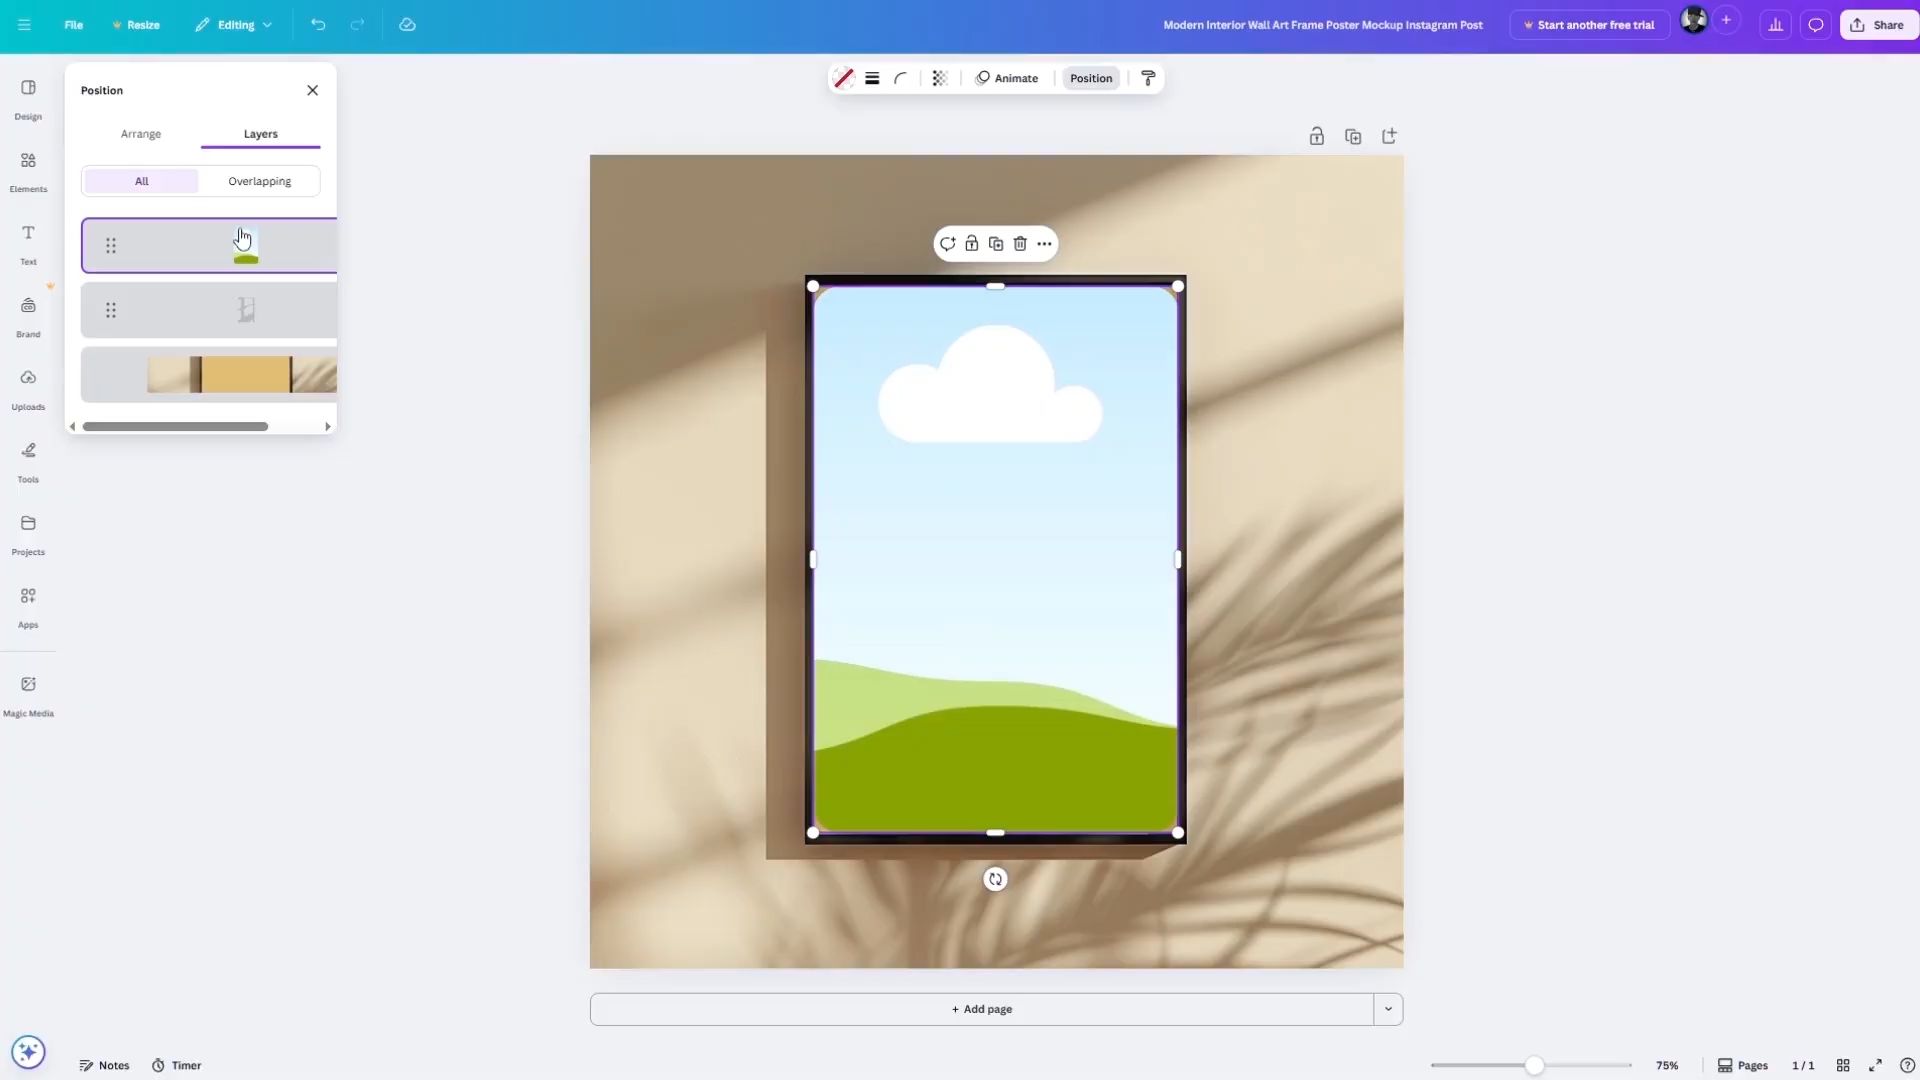 File
Resize
Editing
Modern Interior Wall Art Frame Poster Mockup Instagram Post
Start another free trial
Share
Design
Elements
Text
Brand
Uploads
Tools
Projects
Apps
Magic Media
Position
Arrange
Layers
All
Overlapping
Animate
Position
+ Add page
Notes
Timer
75%
Pages
1 / 1